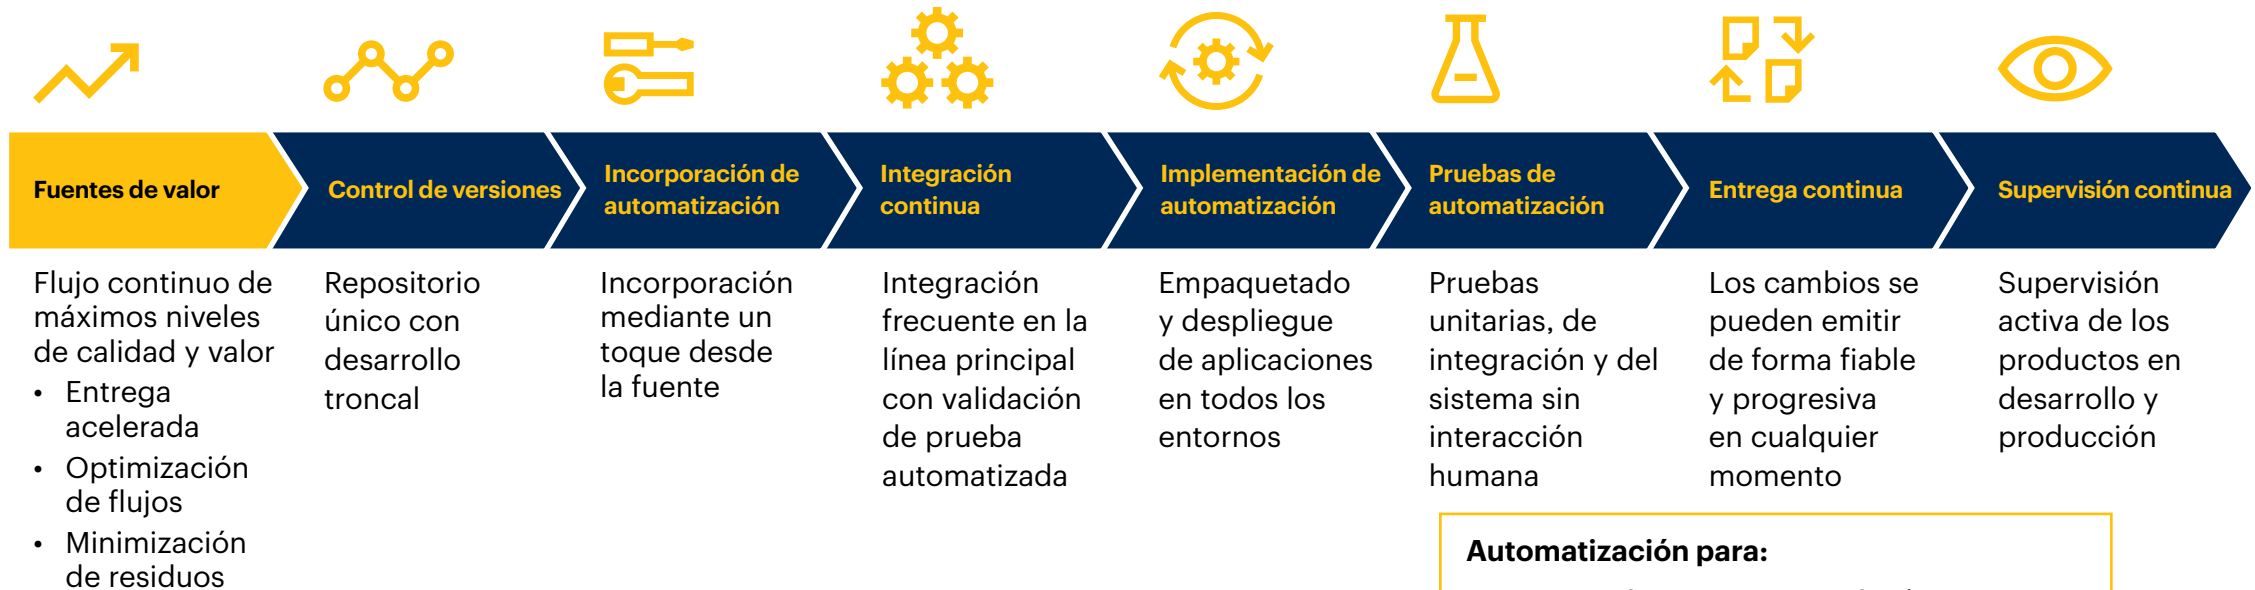 Fuentes de valor
Control de versiones
Incorporación de
automatización
Integración
continua
Implementación de
automatización
Pruebas de
automatización
Entrega continua
Supervisión continua
Flujo continuo de
máximos niveles
de calidad y valor
• Entrega
acelerada
• Optimización
de flujos
• Minimización
de residuos
Repositorio
único con
desarrollo
troncal
Incorporación
mediante un
toque desde
la fuente
Integración
frecuente en la
línea principal
con validación
de prueba
automatizada
Empaquetado
y despliegue
de aplicaciones
en todos los
entornos
Pruebas
unitarias, de
integración y del
sistema sin
interacción
humana
Los cambios se
pueden emitir
de forma fiable
y progresiva
en cualquier
momento
Supervisión
activa de los
productos en
desarrollo y
producción
Automatización para: